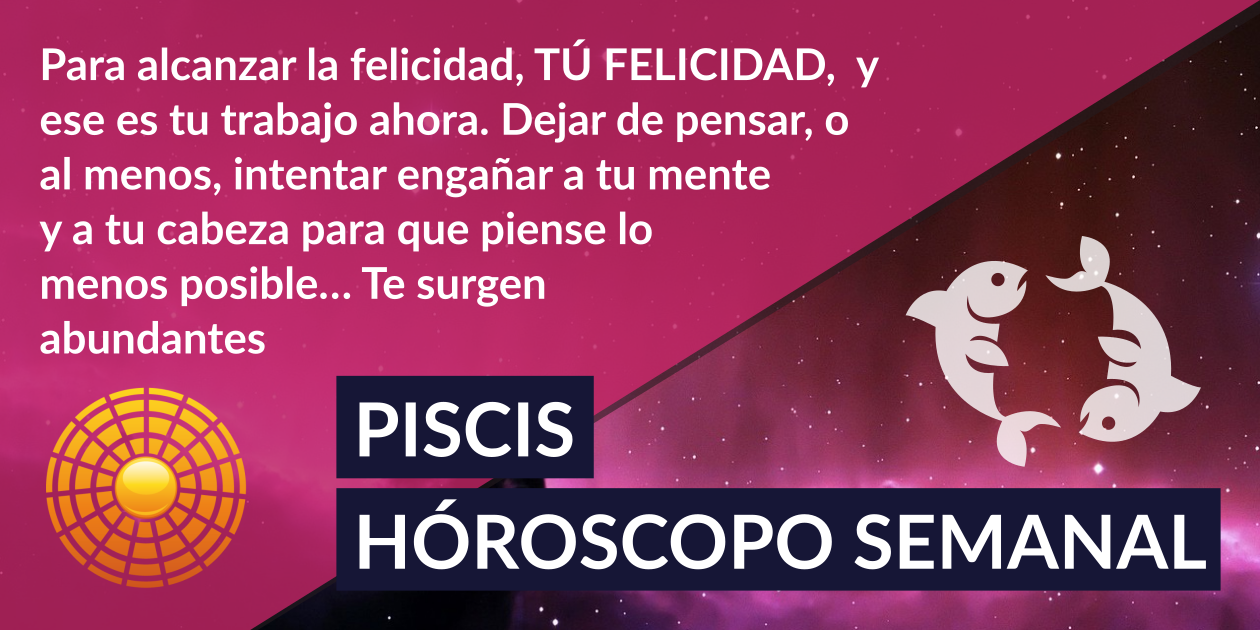 Para alcanzar la felicidad, TÚ FELICIDAD,  y
ese es tu trabajo ahora. Dejar de pensar, o
al menos, intentar engañar a tu mente
y a tu cabeza para que piense lo
menos posible... Te surgen
abundantes
PISCIS
HÓROSCOPO SEMANAL